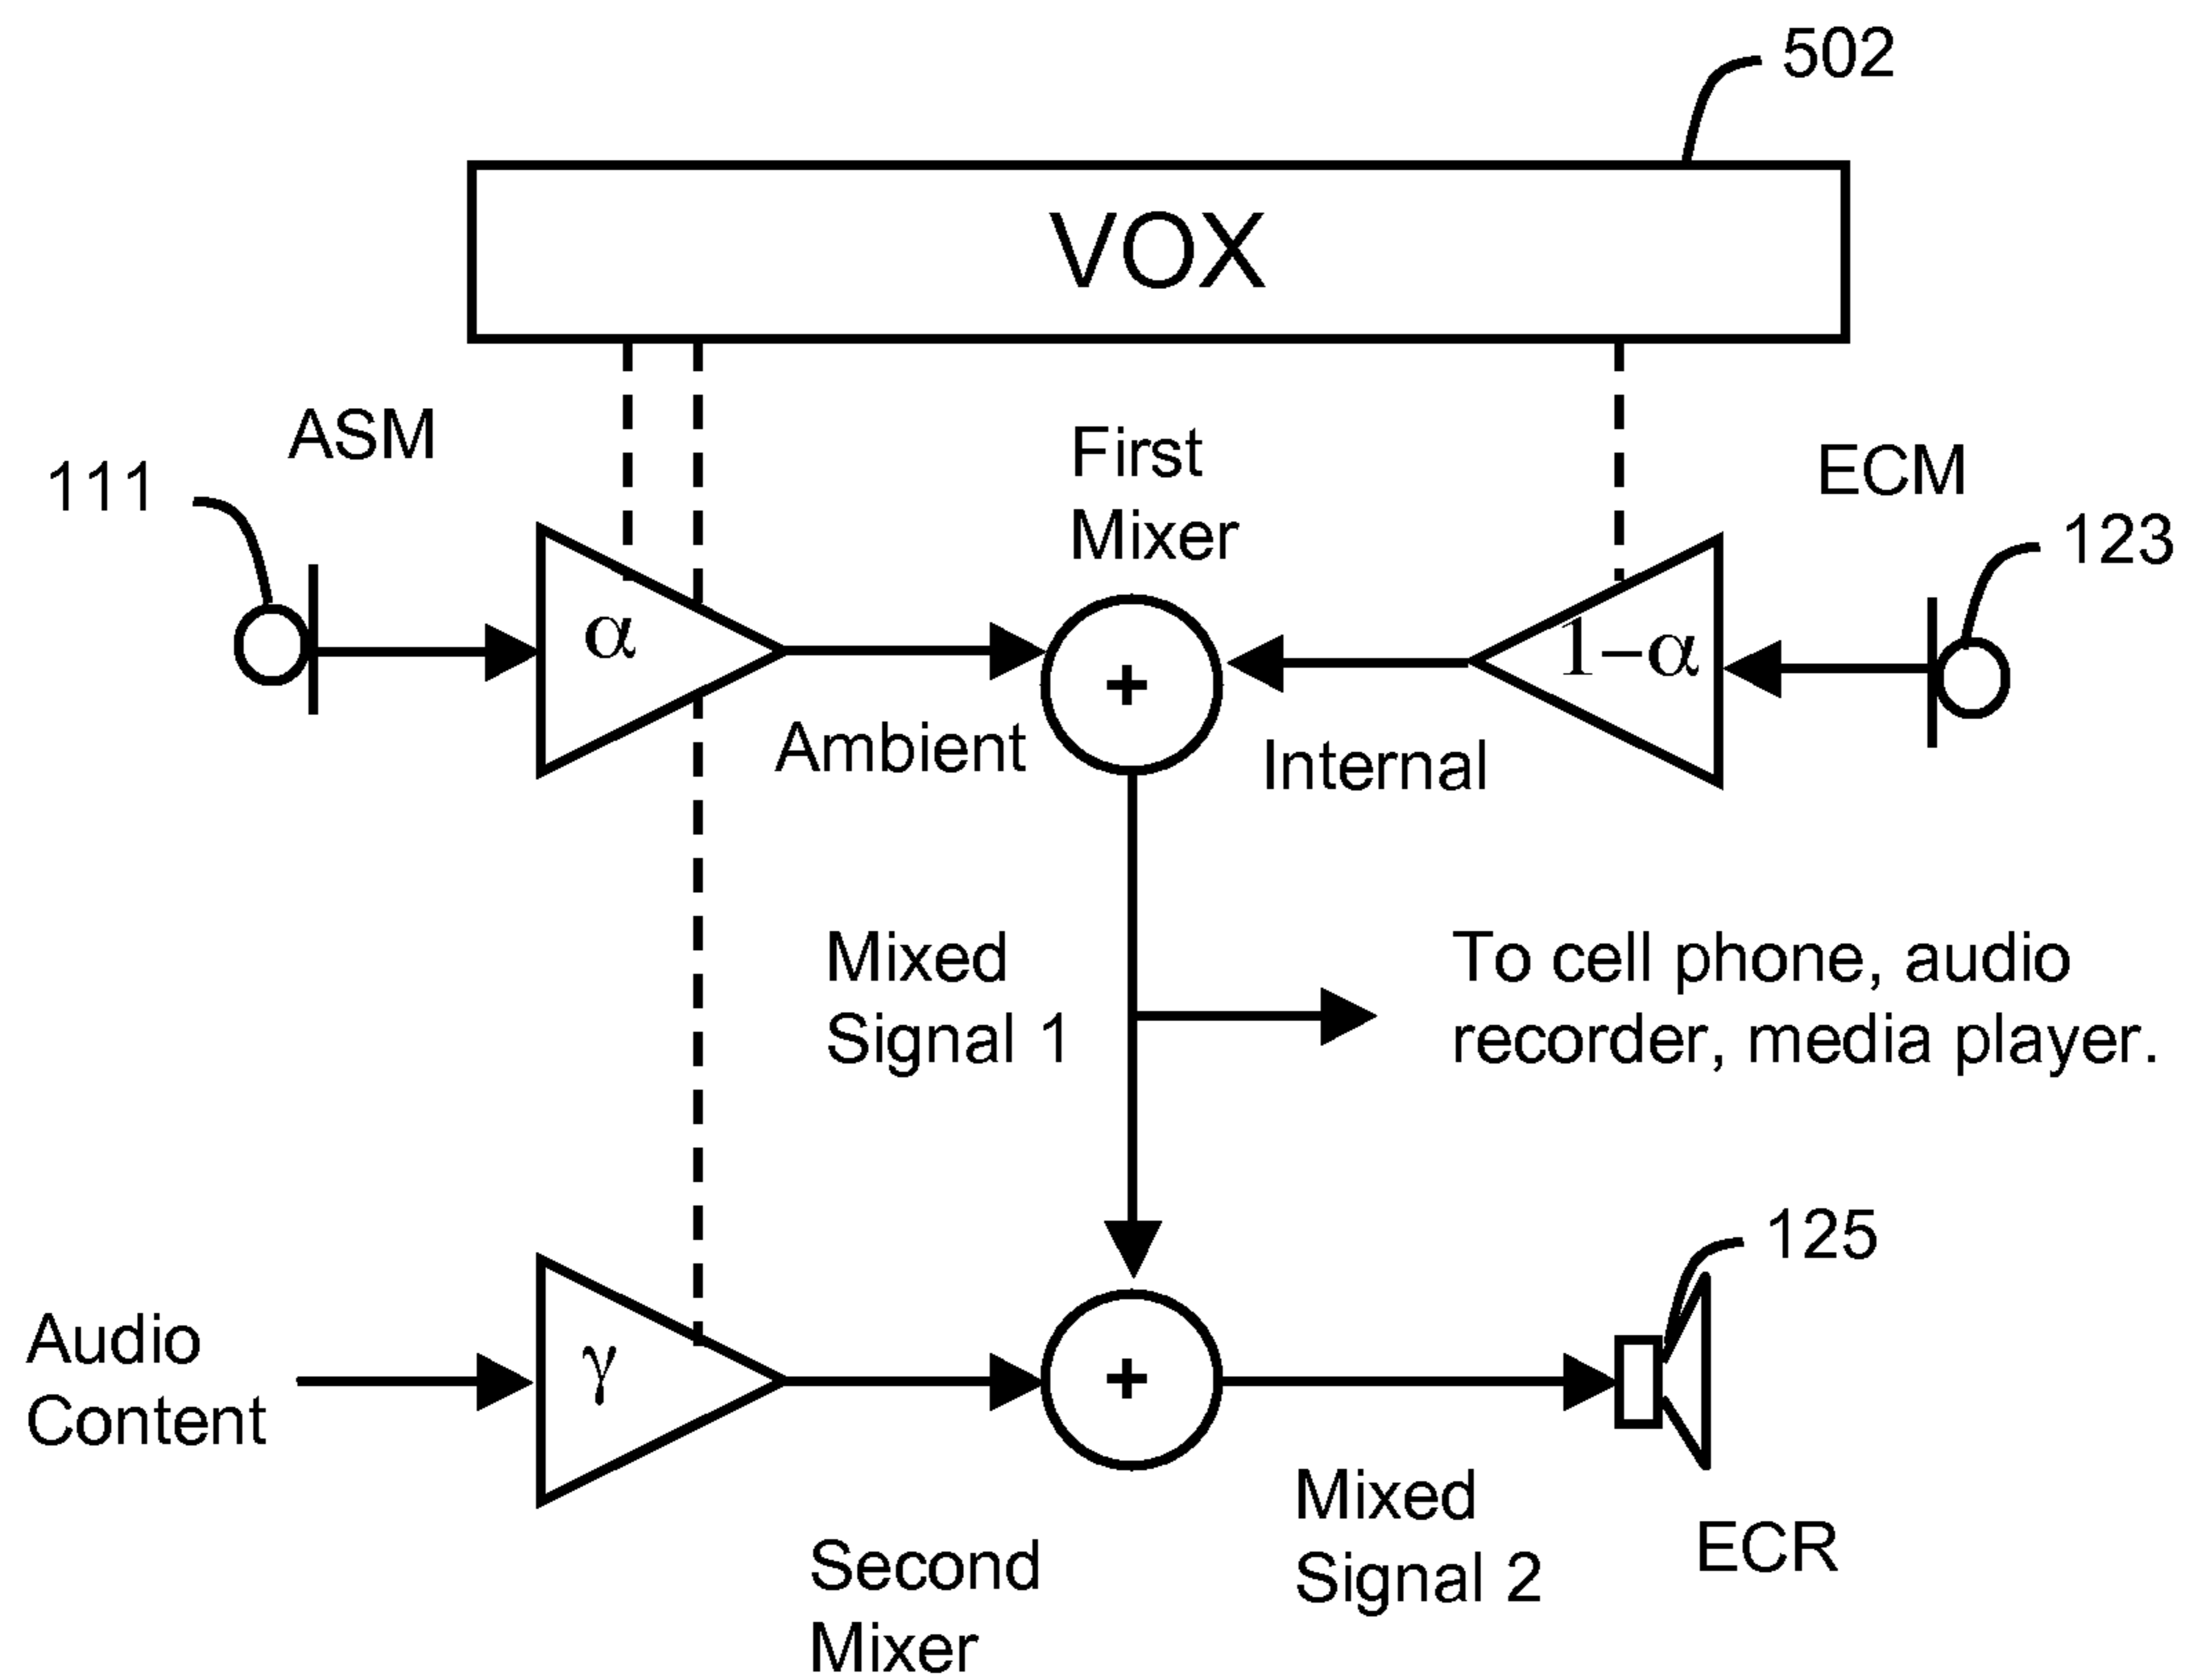 502
VOX
ASM
First
Mixer
ECM
111
123
α
+
1–α
Ambient
Internal
Mixed
Signal 1
To cell phone, audio
recorder, media player.
125
Audio
Content
γ
+
Mixed
Signal 2
ECR
Second
Mixer